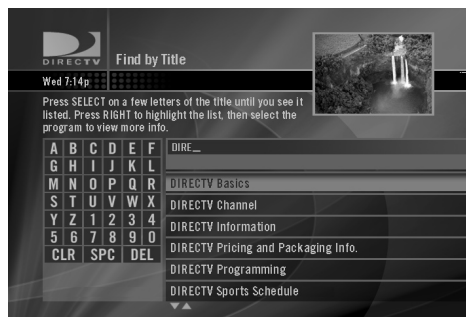 DIRECTV
Find by Title
Wed 7:14p
Press SELECT on a few letters of the title until you see it
listed. Press RIGHT to highlight the list, then select the
program to view more info.
A B C D E F
G H I J K L
M N O P Q R
S T U V W X
Y Z 1 2 3 4
5 6 7 8 9 0
CLR SPC DEL
DIRE_
DIRECTV Basics
DIRECTV Channel
DIRECTV Information
DIRECTV Pricing and Packaging Info.
DIRECTV Programming
DIRECTV Sports Schedule